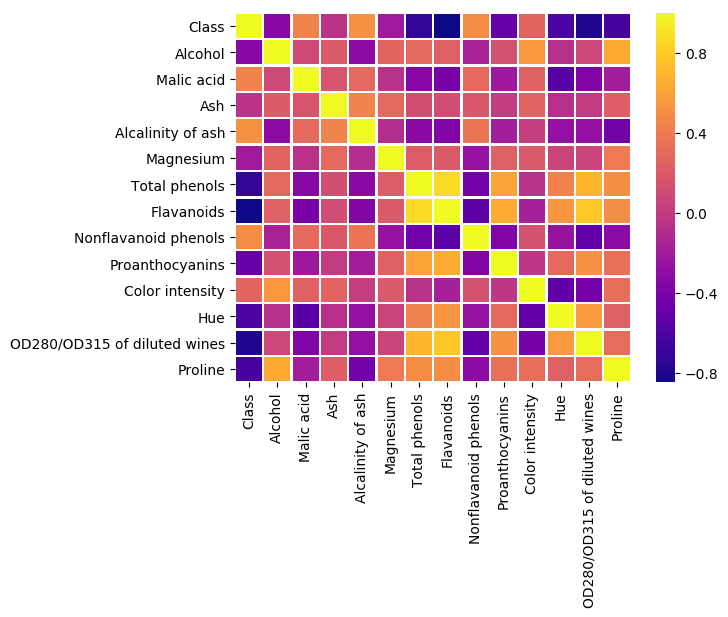 Class
Alcohol
Malic acid
Ash
Alcalinity of ash
Magnesium
Total phenols
Flavanoids
Nonflavanoid phenols
Proanthocyanins
Color intensity
Hue
OD280/OD315 of diluted wines
Proline
Class
Alcohol
Malic acid
Ash
Alcalinity of ash
Magnesium
Total phenols
Flavanoids
Nonflavanoid phenols
Proanthocyanins
Color intensity
Hue
OD280/OD315 of diluted wines
Proline
0.8
0.4
0.0
−0.4
−0.8